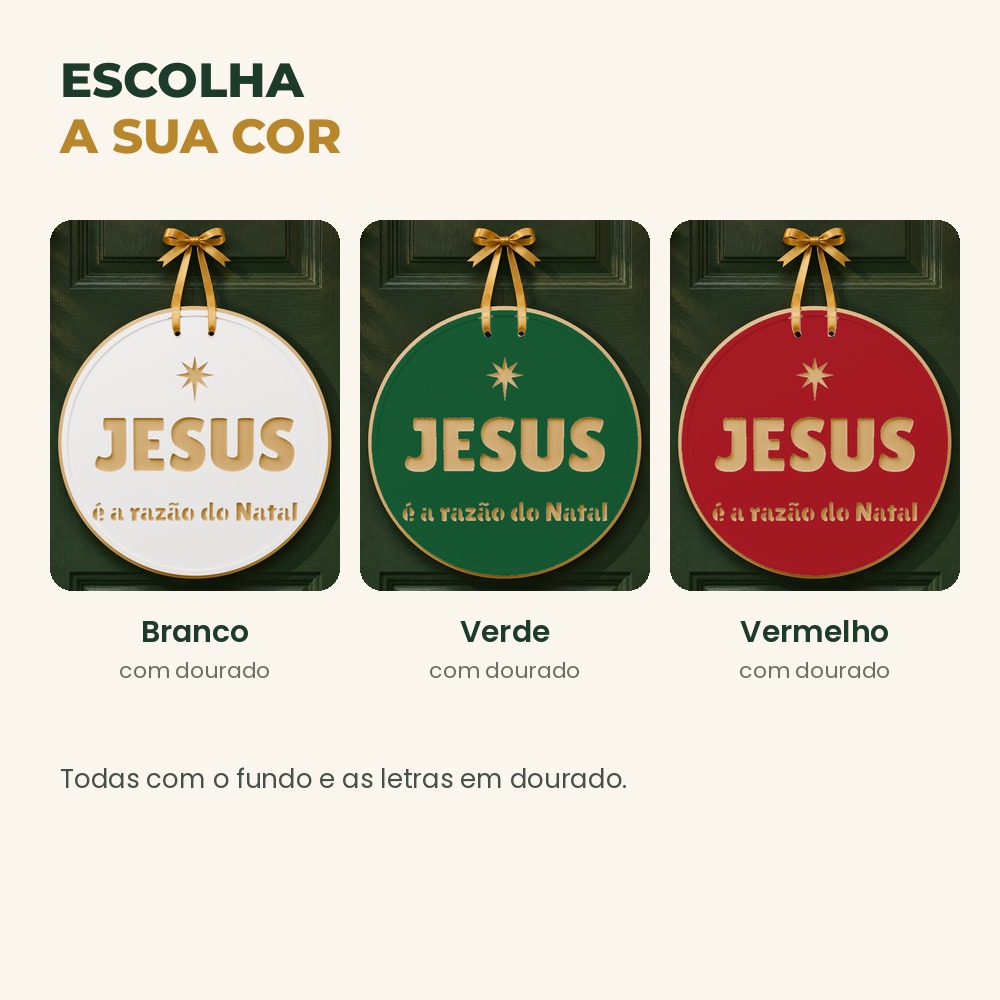 ESCOLHA
A SUA COR
JESUS
é a razão do Natal
JESUS
é a razão do Natal
JESUS
é a razão do Natal
Branco
com dourado
Verde
com dourado
Vermelho
com dourado
Todas com o fundo e as letras em dourado.